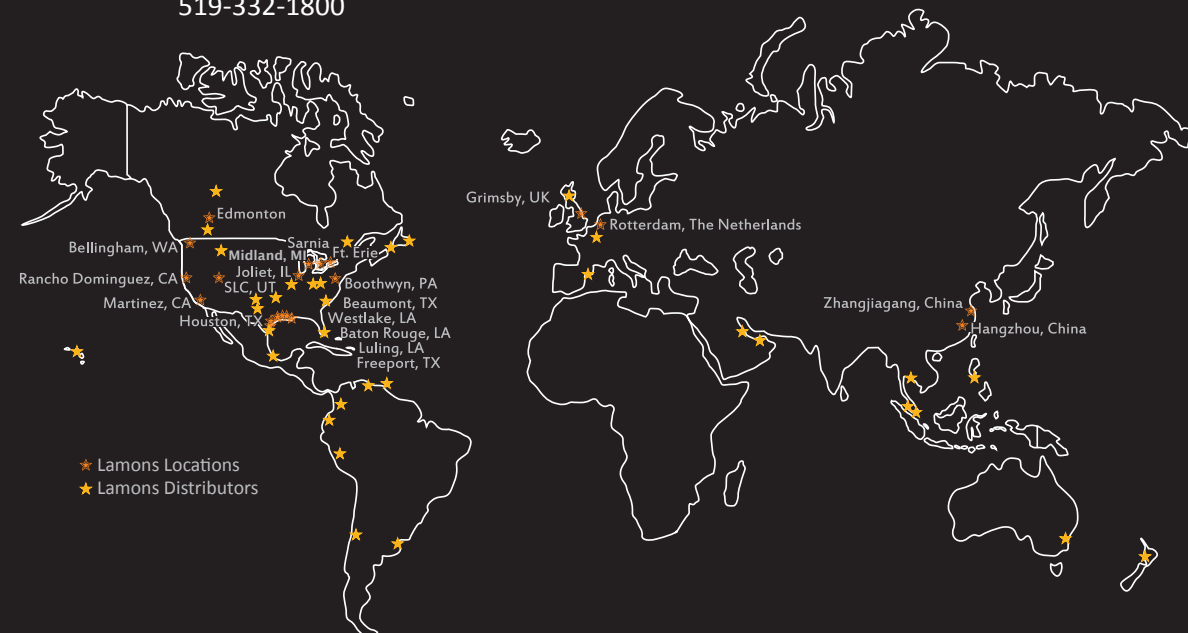 519-332-1800
Edmonton
Bellingham, WA
Sarnia
Midland, MI
Ft. Erie
Joliet, IL
Rancho Dominguez, CA
SLC, UT
Boothwyn, PA
Martinez, CA
Beaumont, TX
Houston, TX
Westlake, LA
Baton Rouge, LA
Luling, LA
Freeport, TX
Grimsby, UK
Rotterdam, The Netherlands
Zhangjiagang, China
Hangzhou, China
Lamons Locations
Lamons Distributors